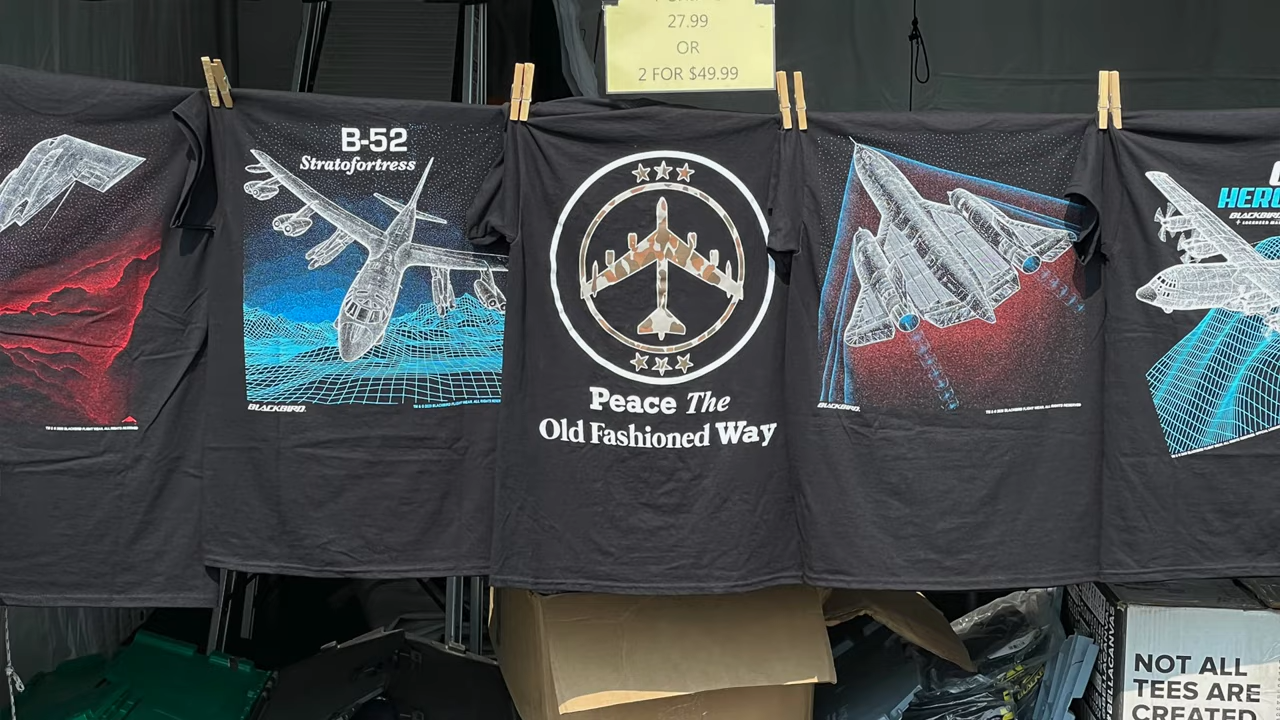 27.99
OR
2 FOR $49.99
B-52
Stratofortress
BLACKBIRD
Peace The
Old Fashioned Way
BLACKBIRD
BLACKBIRD
NOT ALL
TEES ARE
CREATED